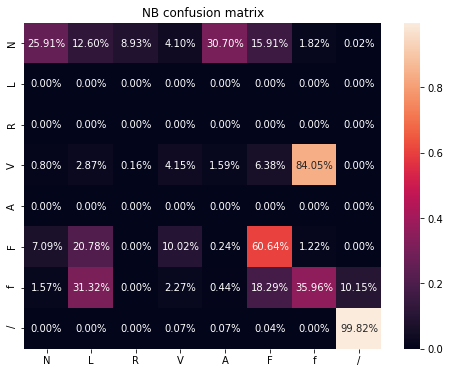 NB confusion matrix
N 25.91% 12.60% 8.93% 4.10% 30.70% 15.91% 1.82% 0.02%
L 0.00% 0.00% 0.00% 0.00% 0.00% 0.00% 0.00% 0.00%
R 0.00% 0.00% 0.00% 0.00% 0.00% 0.00% 0.00% 0.00%
V 0.80% 2.87% 0.16% 4.15% 1.59% 6.38% 84.05% 0.00%
A 0.00% 0.00% 0.00% 0.00% 0.00% 0.00% 0.00% 0.00%
F 7.09% 20.78% 0.00% 10.02% 0.24% 60.64% 1.22% 0.00%
f 1.57% 31.32% 0.00% 2.27% 0.44% 18.29% 35.96% 10.15%
/ 0.00% 0.00% 0.00% 0.07% 0.07% 0.04% 0.00% 99.82%
N L R V A F f /
0.8
0.6
0.4
0.2
0.0